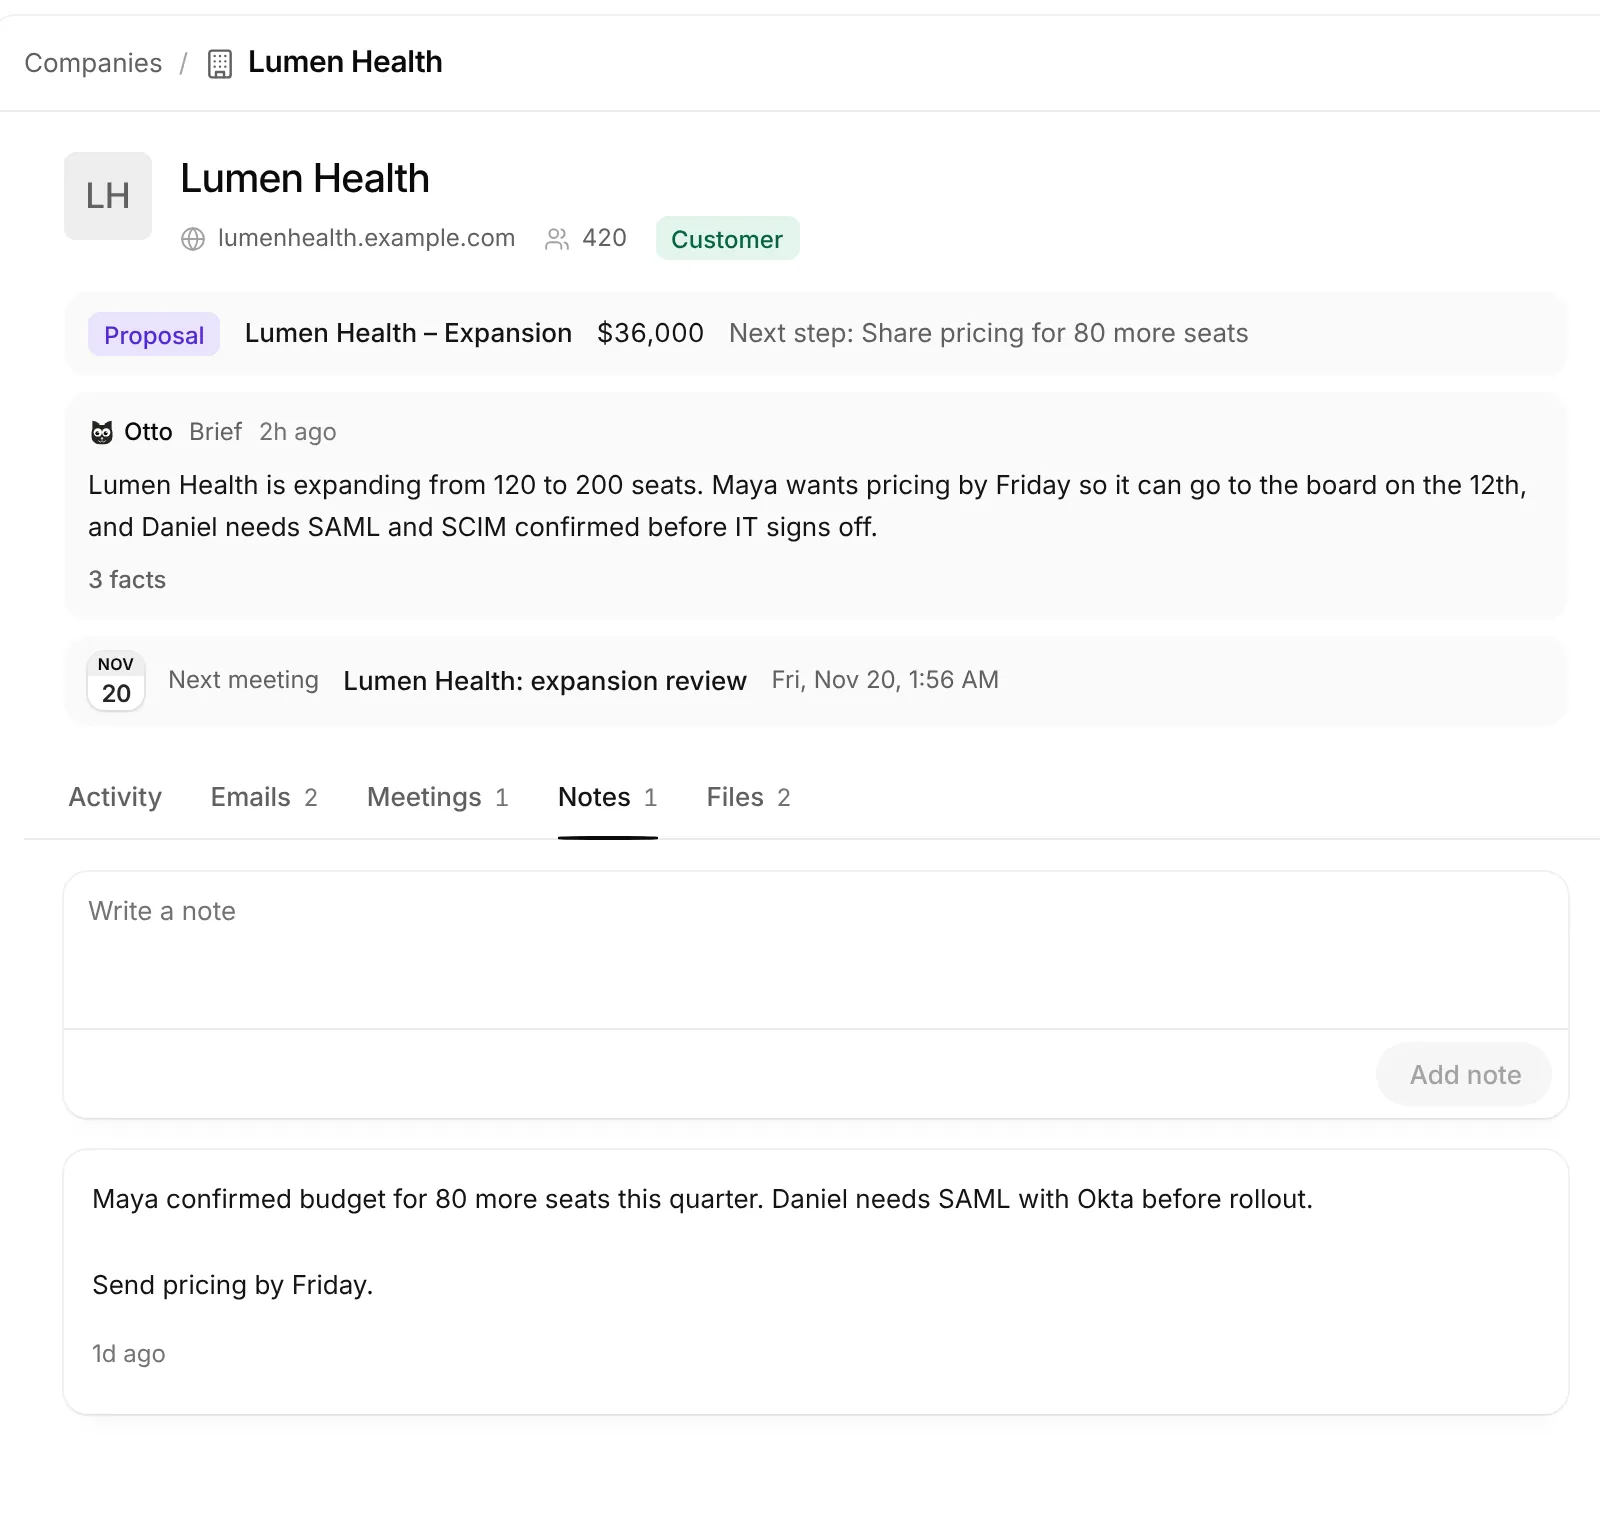 Companies / Lumen Health
LH
Lumen Health
lumenhealth.example.com 420 Customer
Proposal Lumen Health – Expansion $36,000 Next step: Share pricing for 80 more seats
Otto Brief 2h ago
Lumen Health is expanding from 120 to 200 seats. Maya wants pricing by Friday so it can go to the board on the 12th,
and Daniel needs SAML and SCIM confirmed before IT signs off.
3 facts
NOV
20
Next meeting Lumen Health: expansion review Fri, Nov 20, 1:56 AM
Activity Emails 2 Meetings 1 Notes 1 Files 2
Write a note
Add note
Maya confirmed budget for 80 more seats this quarter. Daniel needs SAML with Okta before rollout.
Send pricing by Friday.
1d ago